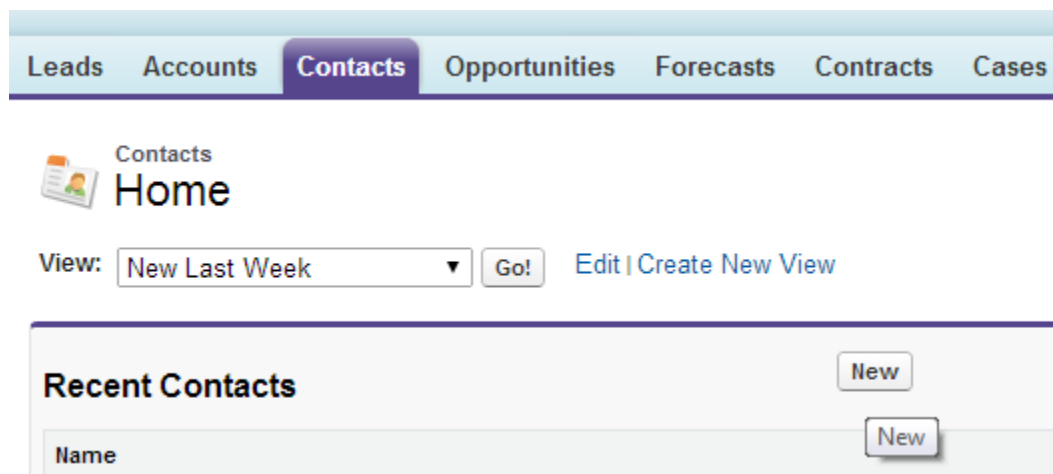 Leads Accounts Contacts Opportunities Forecasts Contracts Cases
Contacts
Home
View: New Last Week Go! Edit | Create New View
Recent Contacts New
New
Name